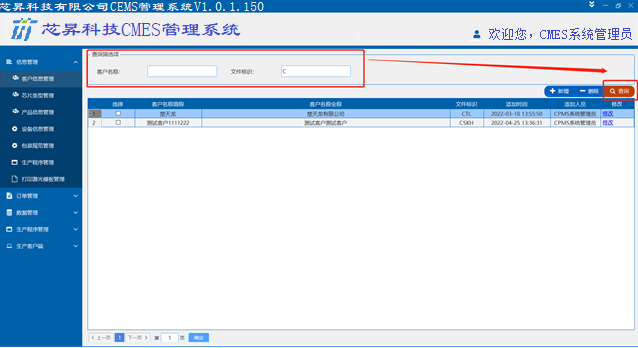 芯昇科技有限公司CEMS管理系统V1.0.1.150
芯昇科技CMES管理系统
欢迎您，CMES系统管理员
信息管理
客户信息管理
芯片类型管理
产品信息管理
设备信息管理
包装规范管理
生产程序管理
打印激光模板管理
订单管理
数据管理
生产程序管理
生产客户端
查询筛选项
客户名称： 文件标识： C
新增 删除 查询
选择 客户名称简称 客户名称全称 文件标识 添加时间 添加人员 修改
1 楚天龙 楚天龙有限公司 CTL 2022-03-18 13:55:50 CPMS系统管理员 修改
2 测试客户1111222 测试客户测试客户 CSKH 2022-04-25 13:36:31 CPMS系统管理员 修改
上一页 1 下一页 第 1 页 确定